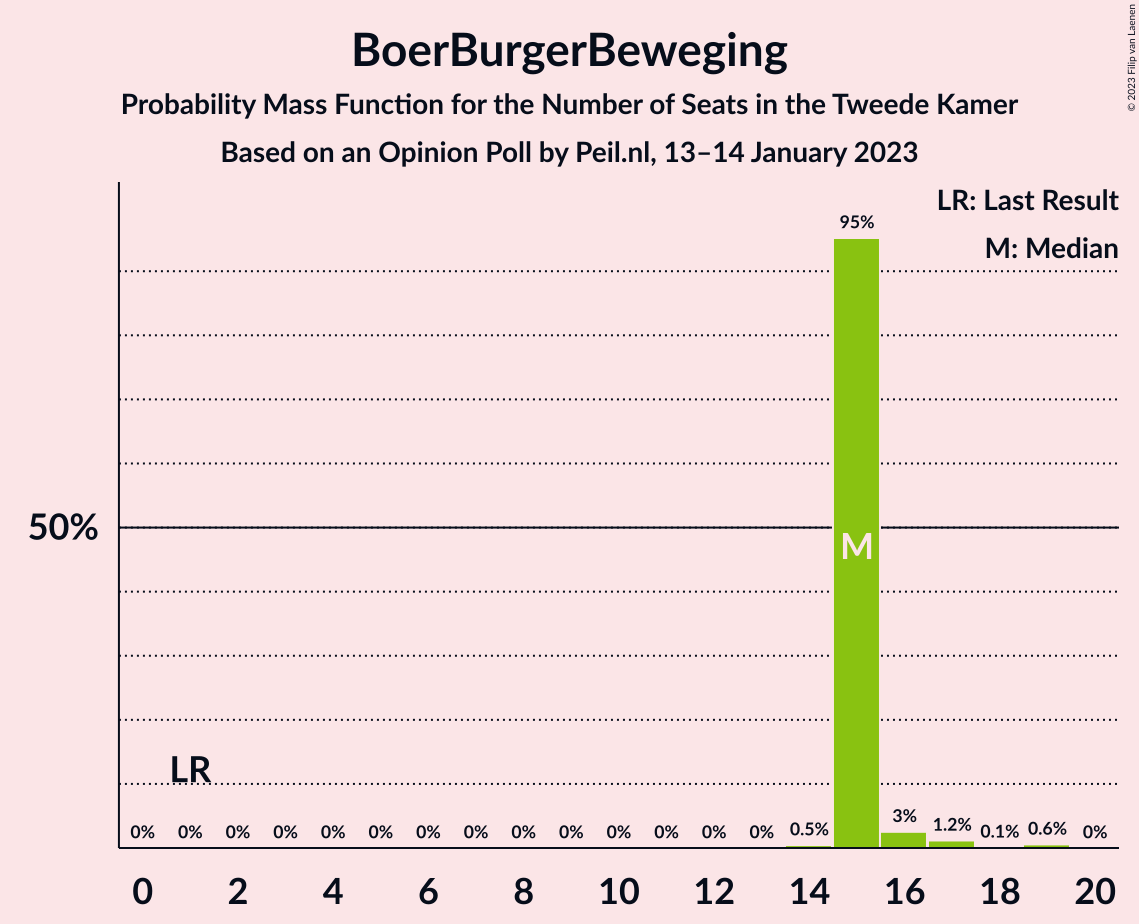 BoerBurgerBeweging
Probability Mass Function for the Number of Seats in the Tweede Kamer
Based on an Opinion Poll by Peil.nl, 13–14 January 2023
© 2023 Filip van Laenen
LR: Last Result
M: Median
95%
50%
M
LR
0% 0% 0% 0% 0% 0% 0% 0% 0% 0% 0% 0% 0% 0% 0.5% 3% 1.2% 0.1% 0.6% 0%
0 2 4 6 8 10 12 14 16 18 20